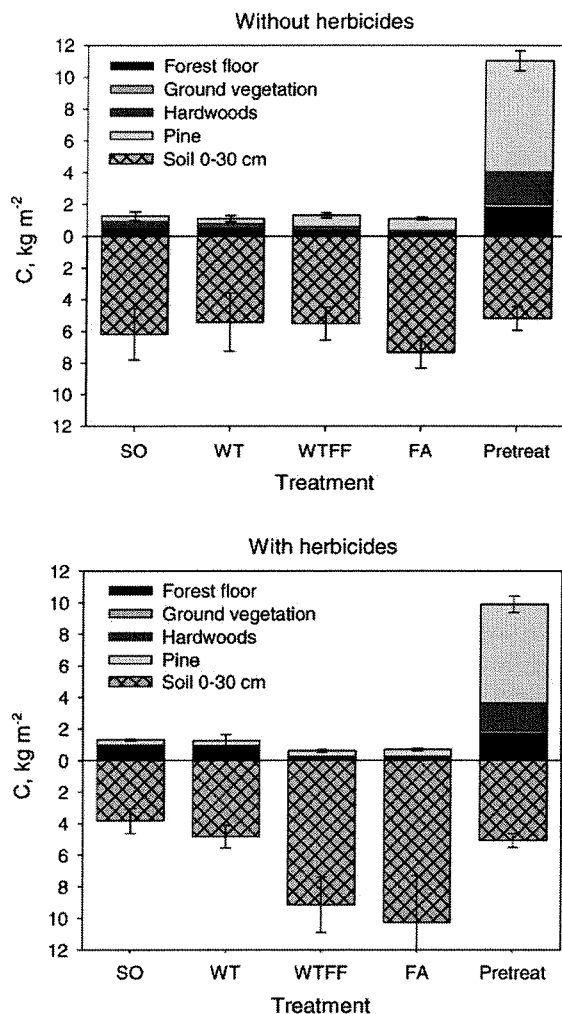 Without herbicides
12
10
8
6
4
2
0
2
4
6
8
10
12
C, kg m-2
Forest floor
Ground vegetation
Hardwoods
Pine
Soil 0-30 cm
SO WT WTFF FA Pretreat
Treatment
With herbicides
12
10
8
6
4
2
0
2
4
6
8
10
12
C, kg m-2
Forest floor
Ground vegetation
Hardwoods
Pine
Soil 0-30 cm
SO WT WTFF FA Pretreat
Treatment